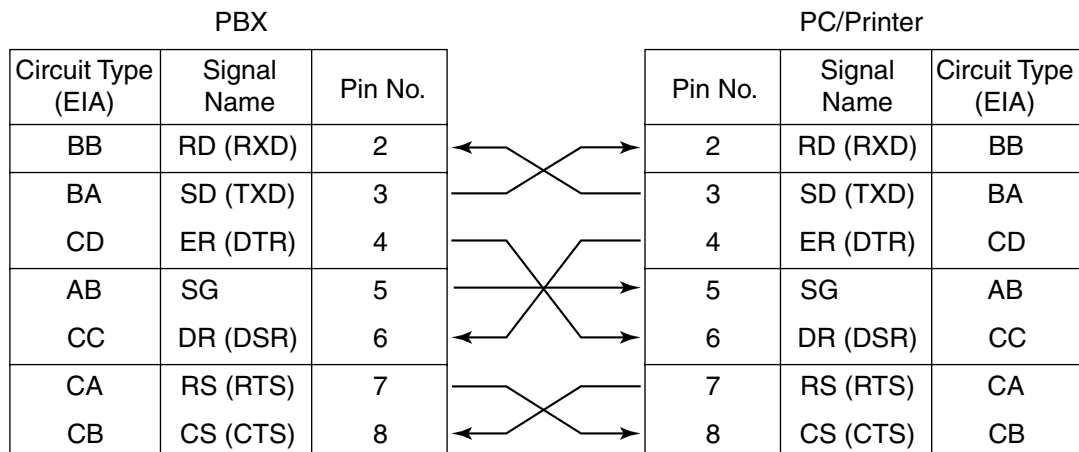 PBX PC/Printer
Circuit Type (EIA) Signal Name Pin No. Pin No. Signal Name Circuit Type (EIA)
BB RD (RXD) 2 2 RD (RXD) BB
BA SD (TXD) 3 3 SD (TXD) BA
CD ER (DTR) 4 4 ER (DTR) CD
AB SG 5 5 SG AB
CC DR (DSR) 6 6 DR (DSR) CC
CA RS (RTS) 7 7 RS (RTS) CA
CB CS (CTS) 8 8 CS (CTS) CB